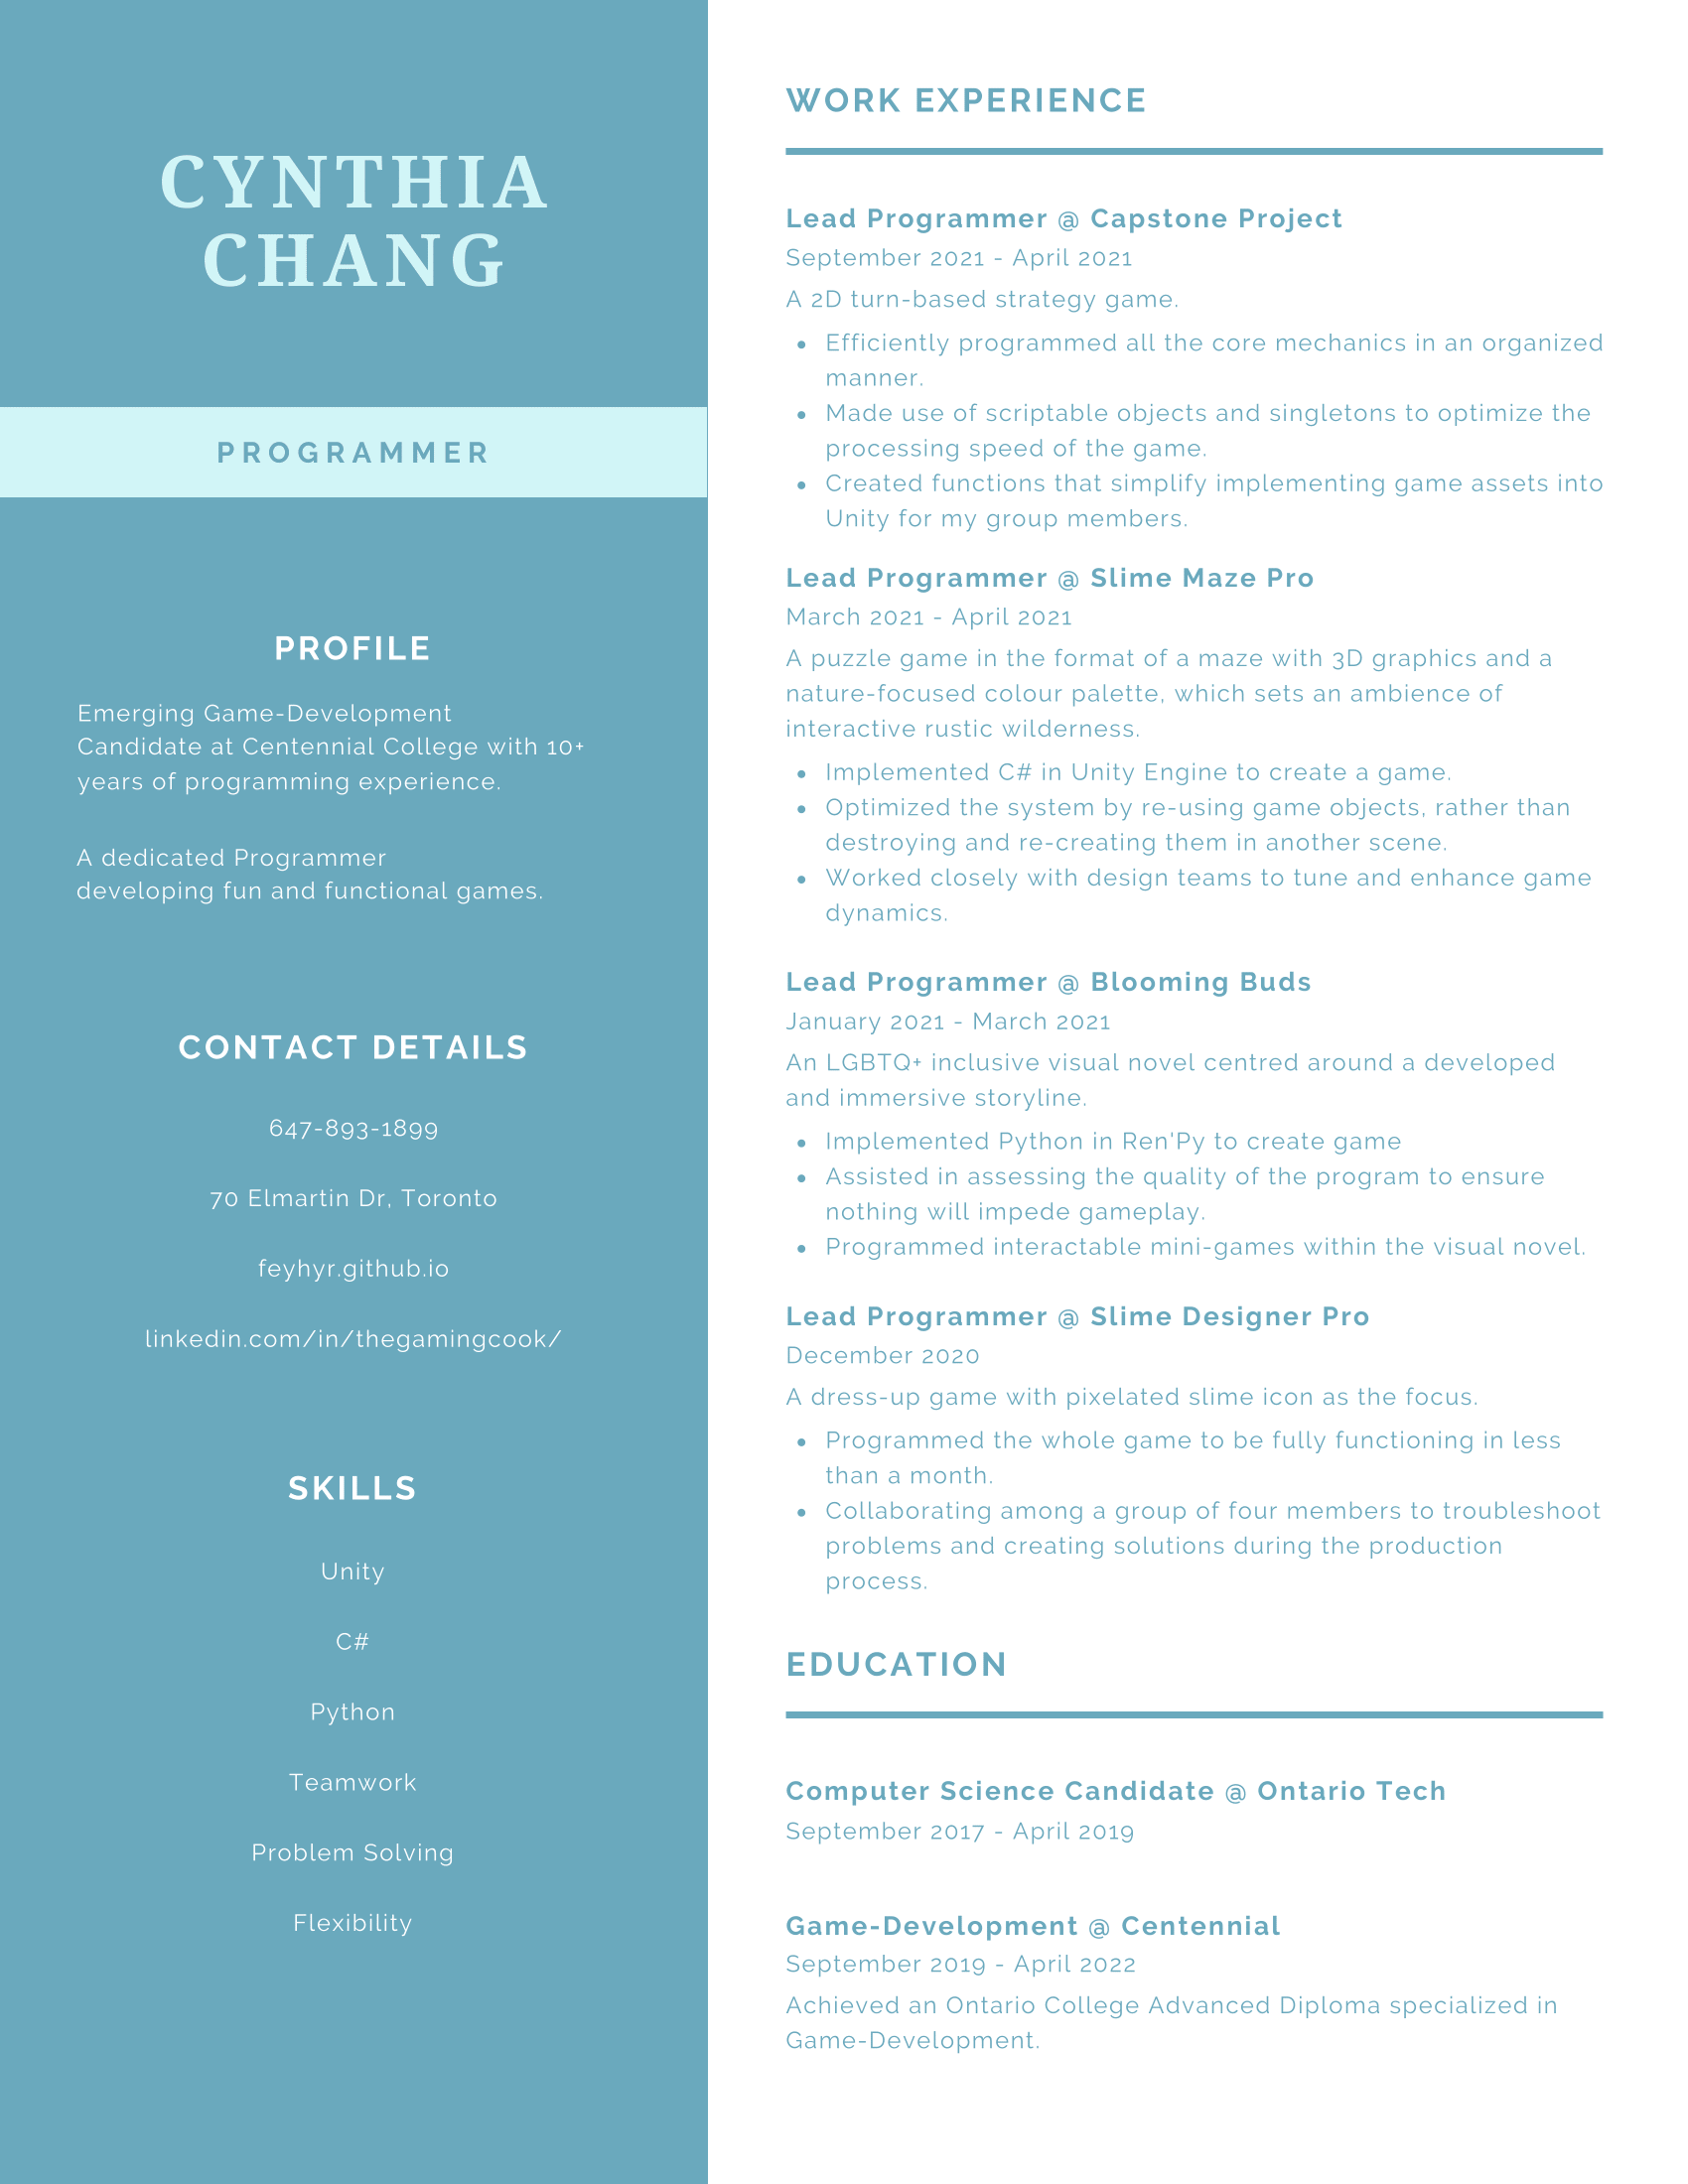 CYNTHIA
CHANG
PROGRAMMER
PROFILE
Emerging Game-Development
Candidate at Centennial College with 10+
years of programming experience.
A dedicated Programmer
developing fun and functional games.
CONTACT DETAILS
647-893-1899
70 Elmartin Dr, Toronto
feyhyr.github.io
linkedin.com/in/thegamingcook/
SKILLS
Unity
C#
Python
Teamwork
Problem Solving
Flexibility
WORK EXPERIENCE
Lead Programmer @ Capstone Project
September 2021 - April 2021
A 2D turn-based strategy game.
• Efficiently programmed all the core mechanics in an organized
manner.
• Made use of scriptable objects and singletons to optimize the
processing speed of the game.
• Created functions that simplify implementing game assets into
Unity for my group members.
Lead Programmer @ Slime Maze Pro
March 2021 - April 2021
A puzzle game in the format of a maze with 3D graphics and a
nature-focused colour palette, which sets an ambience of
interactive rustic wilderness.
• Implemented C# in Unity Engine to create a game.
• Optimized the system by re-using game objects, rather than
destroying and re-creating them in another scene.
• Worked closely with design teams to tune and enhance game
dynamics.
Lead Programmer @ Blooming Buds
January 2021 - March 2021
An LGBTQ+ inclusive visual novel centred around a developed
and immersive storyline.
• Implemented Python in Ren'Py to create game
• Assisted in assessing the quality of the program to ensure
nothing will impede gameplay.
• Programmed interactable mini-games within the visual novel.
Lead Programmer @ Slime Designer Pro
December 2020
A dress-up game with pixelated slime icon as the focus.
• Programmed the whole game to be fully functioning in less
than a month.
• Collaborating among a group of four members to troubleshoot
problems and creating solutions during the production
process.
EDUCATION
Computer Science Candidate @ Ontario Tech
September 2017 - April 2019
Game-Development @ Centennial
September 2019 - April 2022
Achieved an Ontario College Advanced Diploma specialized in
Game-Development.